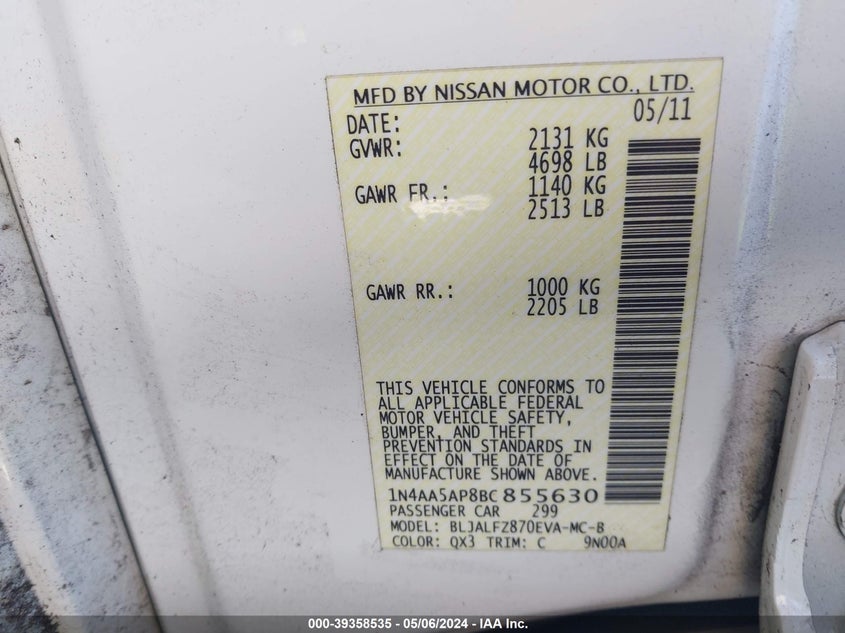 MFD BY NISSAN MOTOR CO., LTD.
DATE: 05/11
GVWR: 2131 KG
4698 LB
GAWR FR.: 1140 KG
2513 LB
GAWR RR.: 1000 KG
2205 LB
THIS VEHICLE CONFORMS TO
ALL APPLICABLE FEDERAL
MOTOR VEHICLE SAFETY,
BUMPER, AND THEFT
PREVENTION STANDARDS IN
EFFECT ON THE DATE OF
MANUFACTURE SHOWN ABOVE.
1N4AA5AP8BC855630
PASSENGER CAR 299
MODEL: BLJALFZ870EVA-MC-B
COLOR: QX3 TRIM: C 9N00A
000-39358535 - 05/06/2024 - IAA Inc.